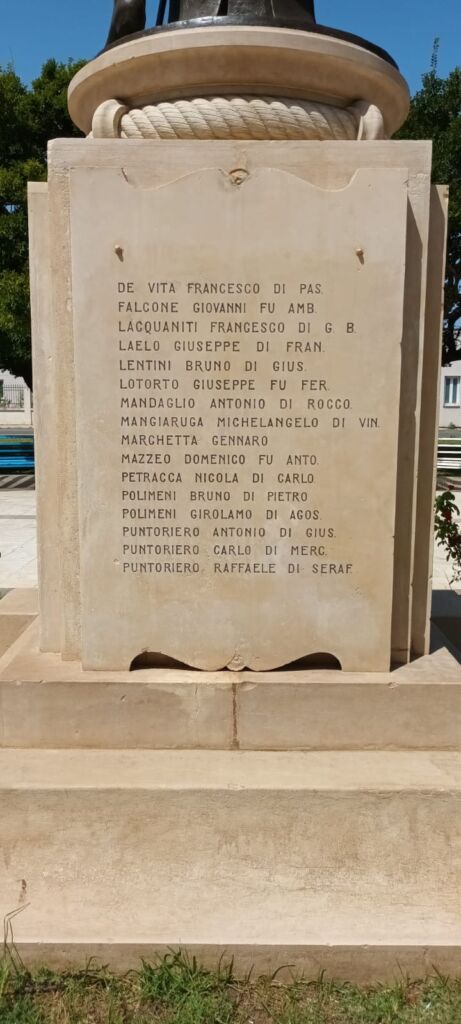 DE VITA FRANCESCO DI PAS.
FALCONE GIOVANNI FU AMB.
LACQUANITI FRANCESCO DI G. B.
LAELO GIUSEPPE DI FRAN.
LENTINI BRUNO DI GIUS.
LOTORTO GIUSEPPE FU FER.
MANDAGLIO ANTONIO DI ROCCO.
MANGIARUGA MICHELANGELO DI VIN.
MARCHETTA GENNARO
MAZZEO DOMENICO FU ANTO.
PETRACCA NICOLA DI CARLO.
POLIMENI BRUNO DI PIETRO
POLIMENI GIROLAMO DI AGOS.
PUNTORIERO ANTONIO DI GIUS.
PUNTORIERO CARLO DI MERC.
PUNTORIERO RAFFAELE DI SERAF.